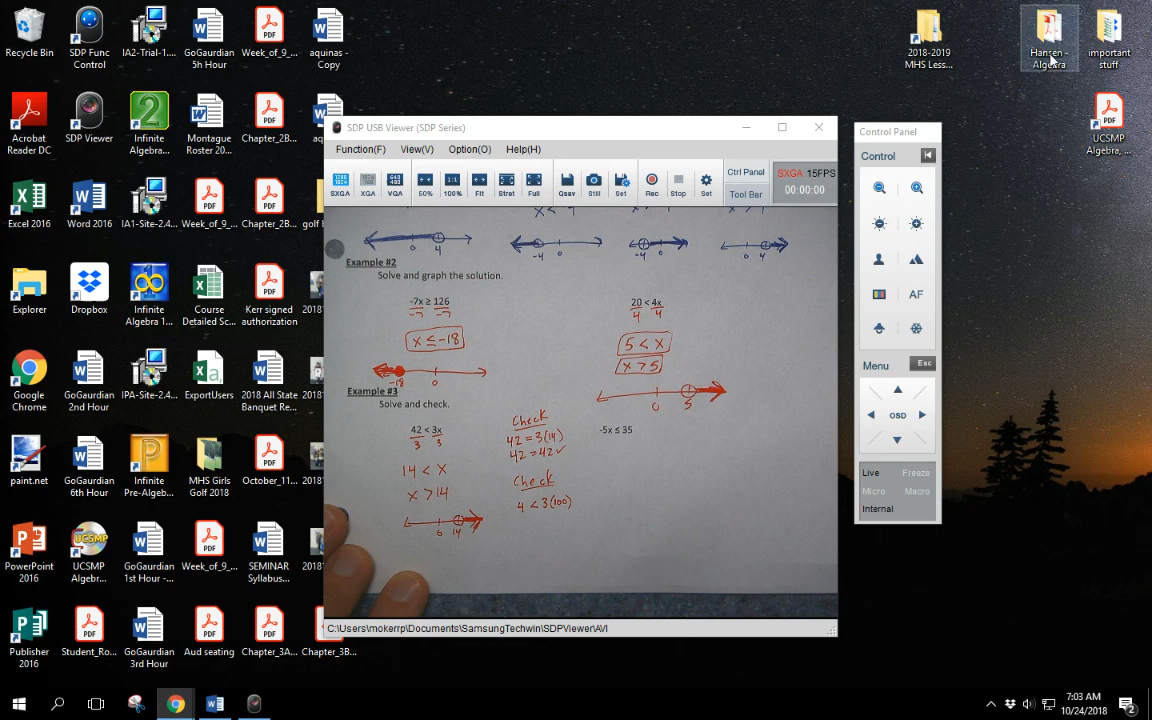 Recycle Bin
SDP Func Control
IA2-Trial-1....
GoGaurdian 5h Hour
Week_of_9_...
aquinas - Copy
2018-2019 MHS Less...
Hansen - Algebra
important stuff
Acrobat Reader DC
SDP Viewer
Infinite Algebra...
Montague Roster 20...
Chapter_2B...
UCSMP Algebra, ...
Excel 2016
Word 2016
IA1-Site-2.4...
Week_of_9_...
Chapter_2B...
Explorer
Dropbox
Infinite Algebra 1...
Course Detailed Sc...
Kerr signed authorization
Google Chrome
GoGaurdian 2nd Hour
IPA-Site-2.4...
ExportUsers
2018 All State Banquet Re...
paint.net
GoGaurdian 6th Hour
Infinite Pre-Algeb...
MHS Girls Golf 2018
October_11...
PowerPoint 2016
UCSMP Algeb...
GoGaurdian 1st Hour -...
Week_of_9_...
SEMINAR Syllabus...
Publisher 2016
Student_Ro...
GoGaurdian 3rd Hour
Aud seating
Chapter_3A...
Chapter_3B...
SDP USB Viewer (SDP Series)
Function(F) View(V) Option(O) Help(H)
SXGA XGA VGA 50% 100% Fit Stret Full Qsav Still Set Rec Stop Set
Ctrl Panel
Tool Bar
SXGA 15FPS
00:00:00
0 4 -4 0 -4 0 0 4
Example #2
Solve and graph the solution.
-7x ≥ 126 20 < 4x
-7 -7 4 4
x ≤ -18 5 < x
x > 5
-18 0
0 5
Example #3
Solve and check.
42 < 3x -5x ≤ 35
3 3
14 < x
x > 14
0 14
Check
42 = 3(14)
42 = 42 ✓
Check
4 < 3(100)
C:\Users\mokerrp\Documents\SamsungTechwin\SDPViewer\AVI
Control Panel
Control
AF
Menu Esc
OSD
Live Freeze
Micro Macro
Internal
7:03 AM
10/24/2018
2